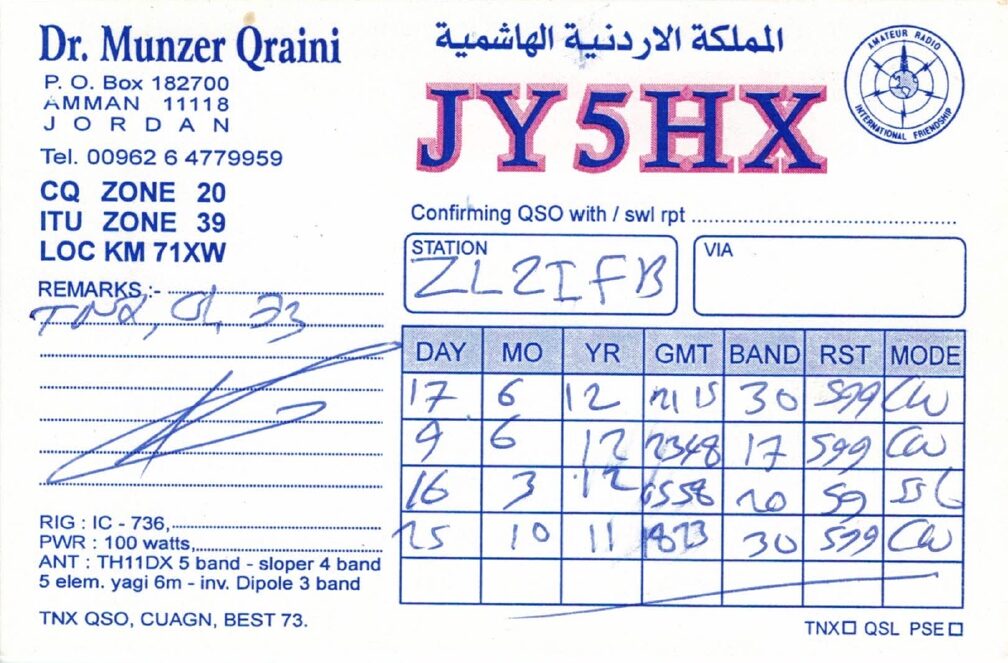 Dr. Munzer Qraini
P. O. Box 182700
AMMAN 11118
JORDAN
Tel. 00962 6 4779959
CQ ZONE 20
ITU ZONE 39
LOC KM 71XW
المملكة الاردنية الهاشمية
JY5HX
AMATEUR RADIO
INTERNATIONAL FRIENDSHIP
Confirming QSO with / swl rpt
STATION
ZL2IFB
VIA
REMARKS,:-
TNX, 73
DAY MO YR GMT BAND RST MODE
17 6 12 2115 30 599 CW
9 6 12 2348 17 599 CW
16 3 12 0558 20 59 SSB
25 10 11 1823 30 599 CW
RIG : IC - 736,
PWR : 100 watts,
ANT : TH11DX 5 band - sloper 4 band
5 elem. yagi 6m - inv. Dipole 3 band
TNX QSO, CUAGN, BEST 73.
TNX☐ QSL PSE☐